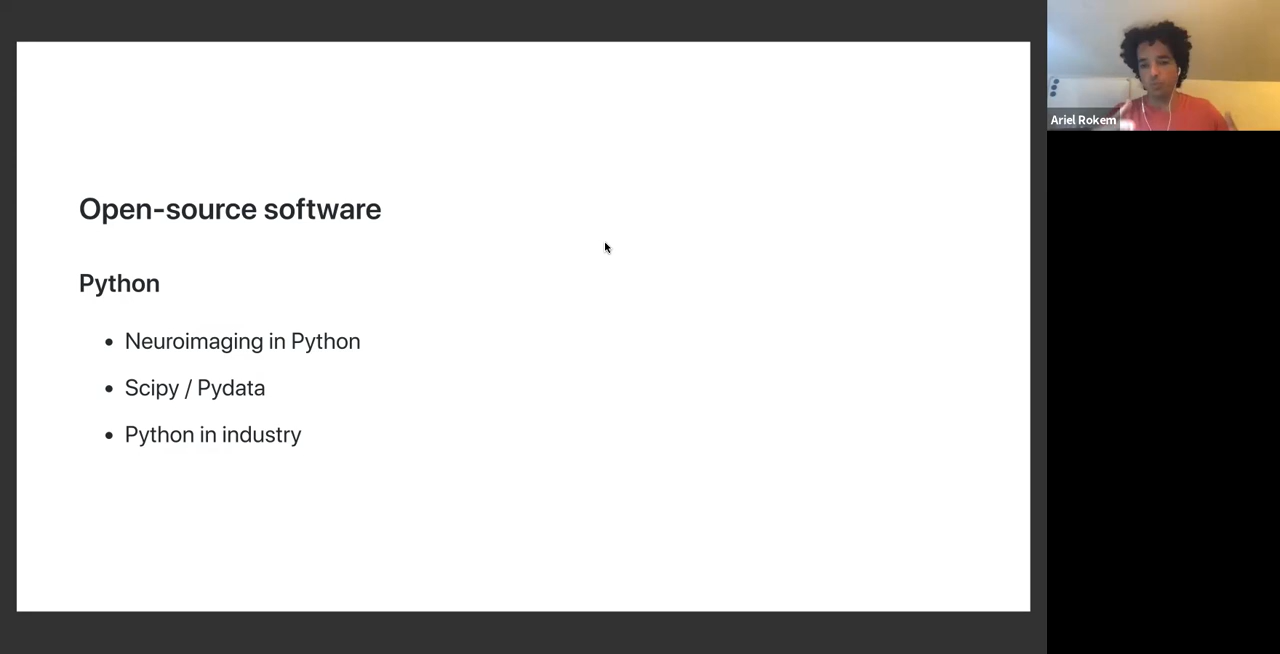 Open-source software
Python
• Neuroimaging in Python
• Scipy / Pydata
• Python in industry
Ariel Rokem